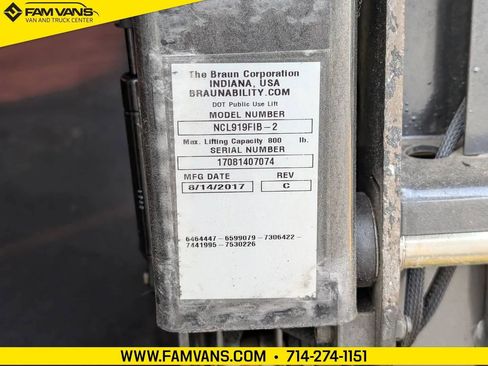 FAMVANS
VAN AND TRUCK CENTER
The Braun Corporation
INDIANA, USA
BRAUNABILITY.COM
DOT Public Use Lift
MODEL NUMBER
NCL919FIB-2
Max. Lifting Capacity 800 lb.
SERIAL NUMBER
17081407074
MFG DATE REV
8/14/2017 C
6464447-6599079-7306422-
7441995-7530226
WWW.FAMVANS.COM • 714-274-1151